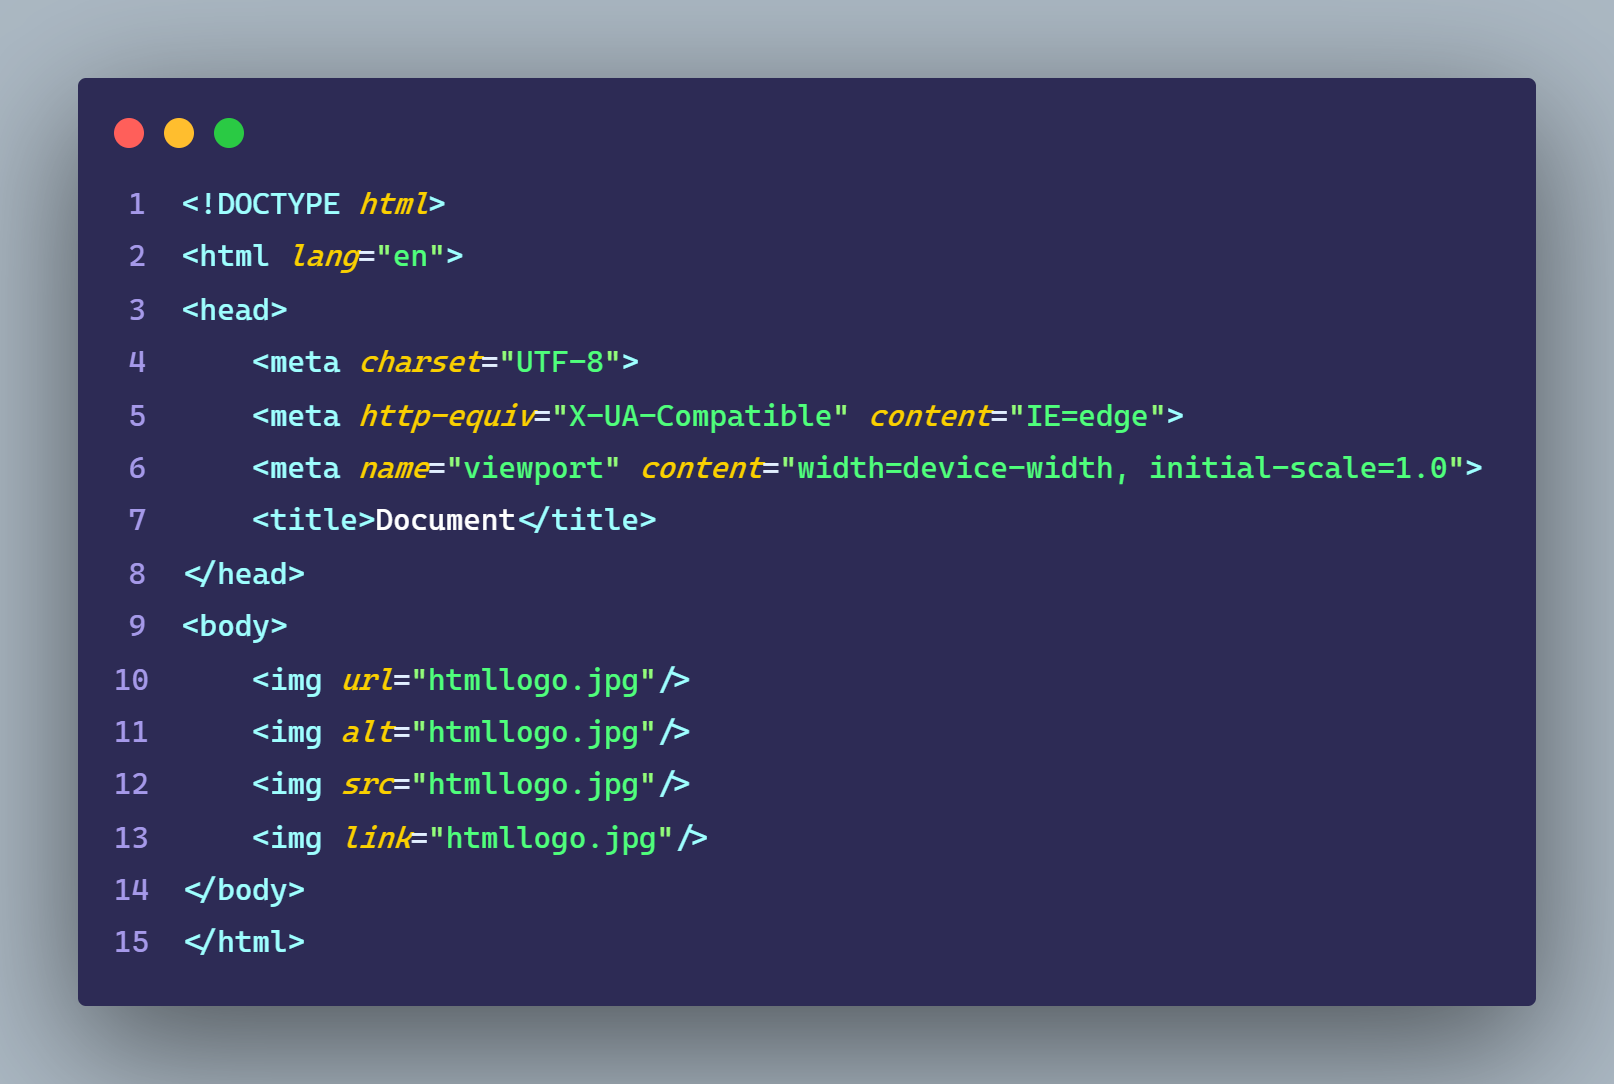 1 <!DOCTYPE html>
2 <html lang="en">
3 <head>
4     <meta charset="UTF-8">
5     <meta http-equiv="X-UA-Compatible" content="IE=edge">
6     <meta name="viewport" content="width=device-width, initial-scale=1.0">
7     <title>Document</title>
8 </head>
9 <body>
10     <img url="htmllogo.jpg"/>
11     <img alt="htmllogo.jpg"/>
12     <img src="htmllogo.jpg"/>
13     <img link="htmllogo.jpg"/>
14 </body>
15 </html>